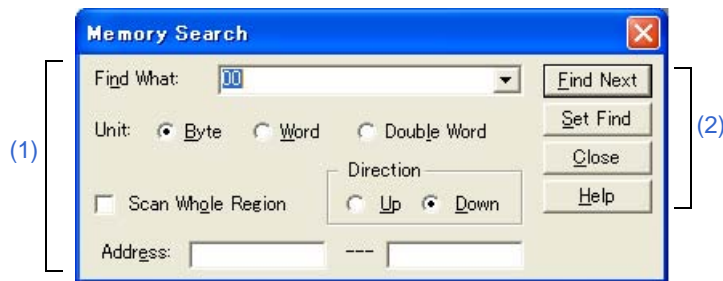 Memory Search
Find What: 00 Find Next
Unit: Byte Word Double Word Set Find
Direction Close
Scan Whole Region Up Down Help
Address: ---
(1)
(2)